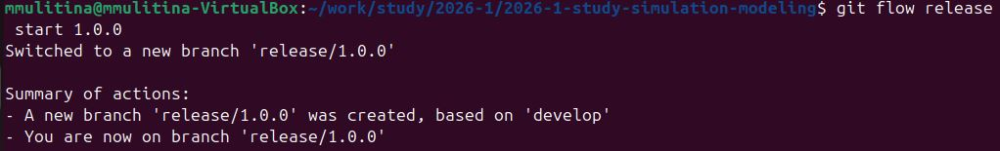 mmulitina@mmulitina-VirtualBox:~/work/study/2026-1/2026-1-study-simulation-modeling$ git flow release
 start 1.0.0
Switched to a new branch 'release/1.0.0'

Summary of actions:
- A new branch 'release/1.0.0' was created, based on 'develop'
- You are now on branch 'release/1.0.0'